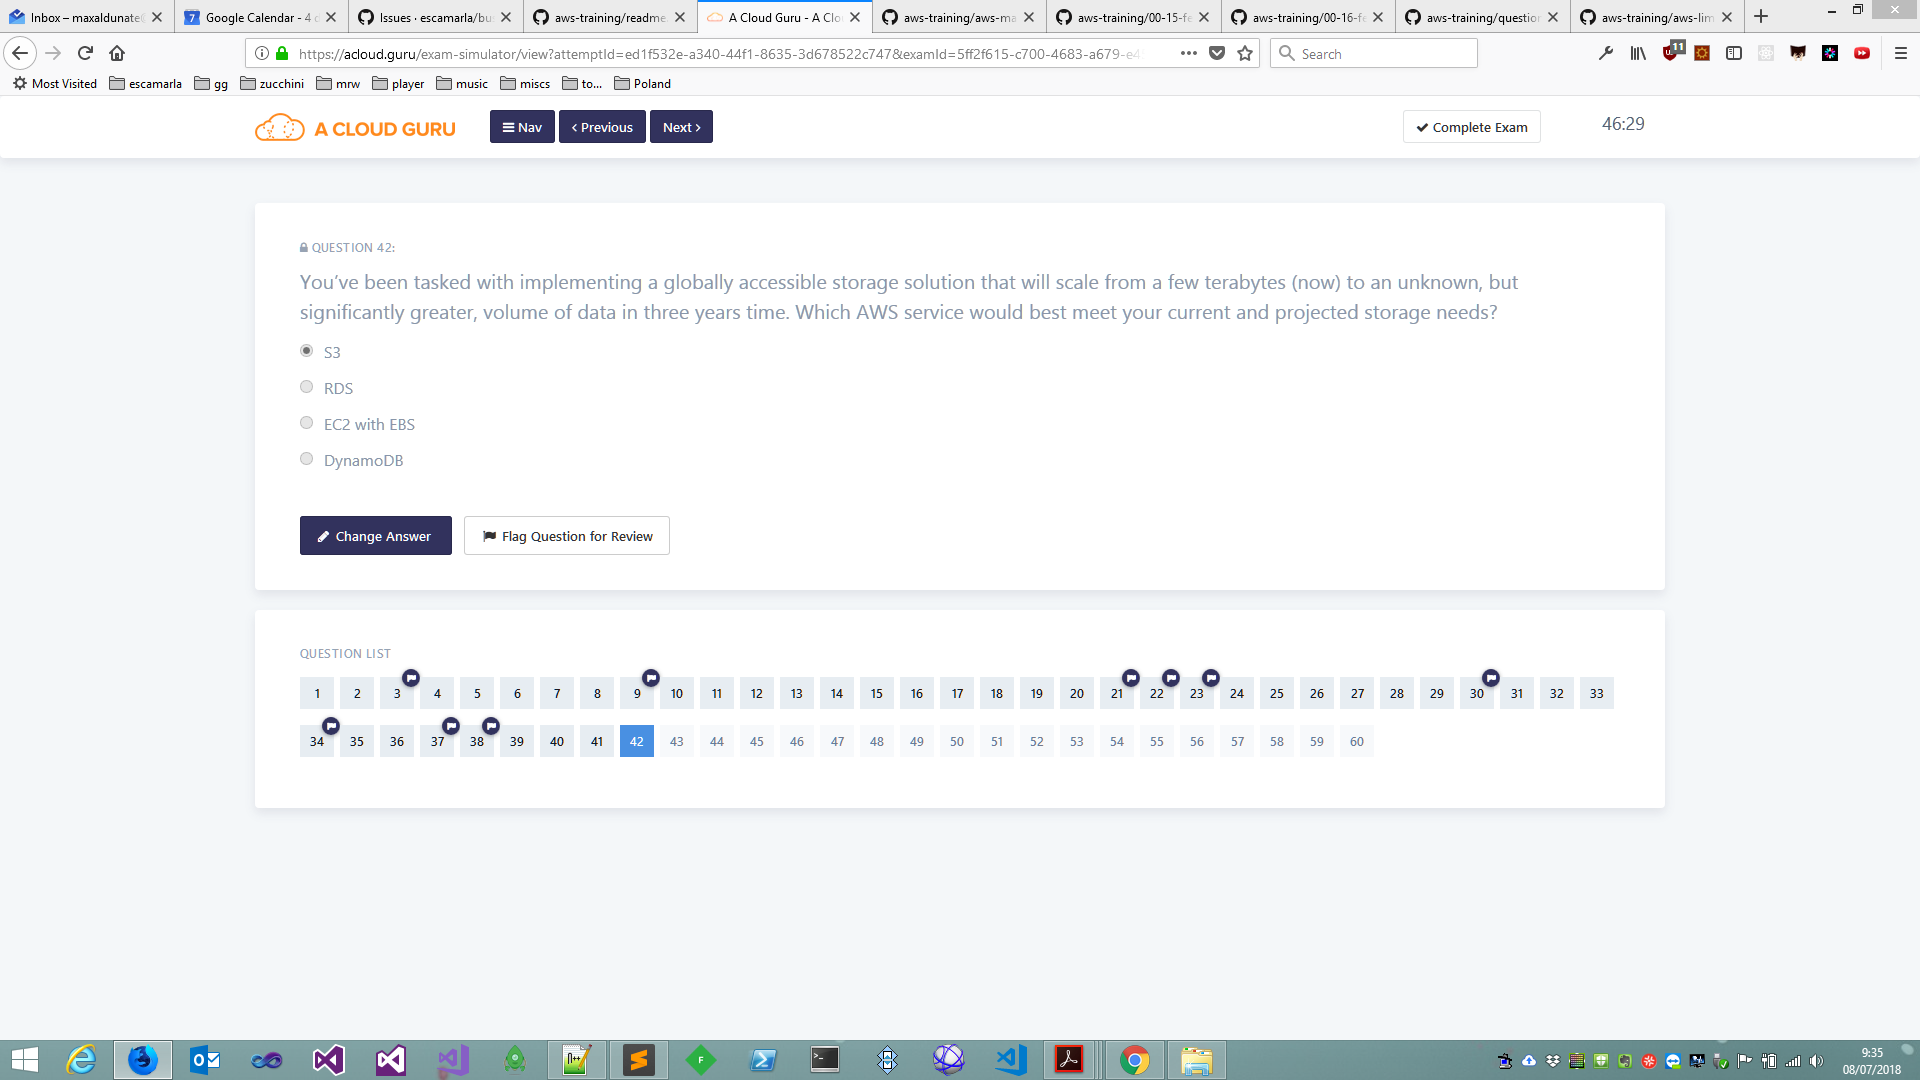 Inbox – maxaldunate
Google Calendar - 4 d
Issues · escamarla/bu
aws-training/readme.
A Cloud Guru - A Clo
aws-training/aws-ma
aws-training/00-15-fe
aws-training/00-16-fe
aws-training/question
aws-training/aws-lim
https://acloud.guru/exam-simulator/view?attemptId=ed1f532e-a340-44f1-8635-3d678522c747&examId=5ff2f615-c700-4683-a679-e4
Search
11
Most Visited
escamarla
gg
zucchini
mrw
player
music
miscs
to...
Poland
A CLOUD GURU
Nav
Previous
Next
Complete Exam
46:29
QUESTION 42:
You’ve been tasked with implementing a globally accessible storage solution that will scale from a few terabytes (now) to an unknown, but
significantly greater, volume of data in three years time. Which AWS service would best meet your current and projected storage needs?
S3
RDS
EC2 with EBS
DynamoDB
Change Answer
Flag Question for Review
QUESTION LIST
1 2 3 4 5 6 7 8 9 10 11 12 13 14 15 16 17 18 19 20 21 22 23 24 25 26 27 28 29 30 31 32 33
34 35 36 37 38 39 40 41 42 43 44 45 46 47 48 49 50 51 52 53 54 55 56 57 58 59 60
9:35
08/07/2018